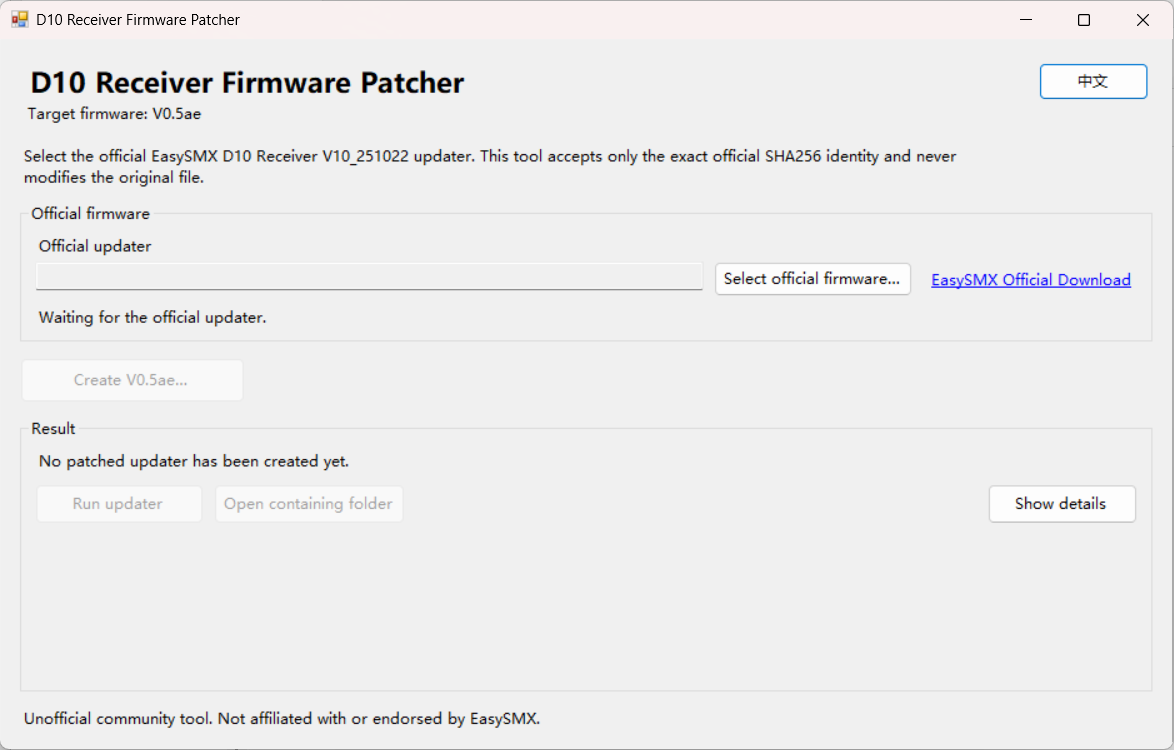 D10 Receiver Firmware Patcher
D10 Receiver Firmware Patcher
中文
Target firmware: V0.5ae
Select the official EasySMX D10 Receiver V10_251022 updater. This tool accepts only the exact official SHA256 identity and never
modifies the original file.
Official firmware
Official updater
Select official firmware...
EasySMX Official Download
Waiting for the official updater.
Create V0.5ae...
Result
No patched updater has been created yet.
Run updater
Open containing folder
Show details
Unofficial community tool. Not affiliated with or endorsed by EasySMX.